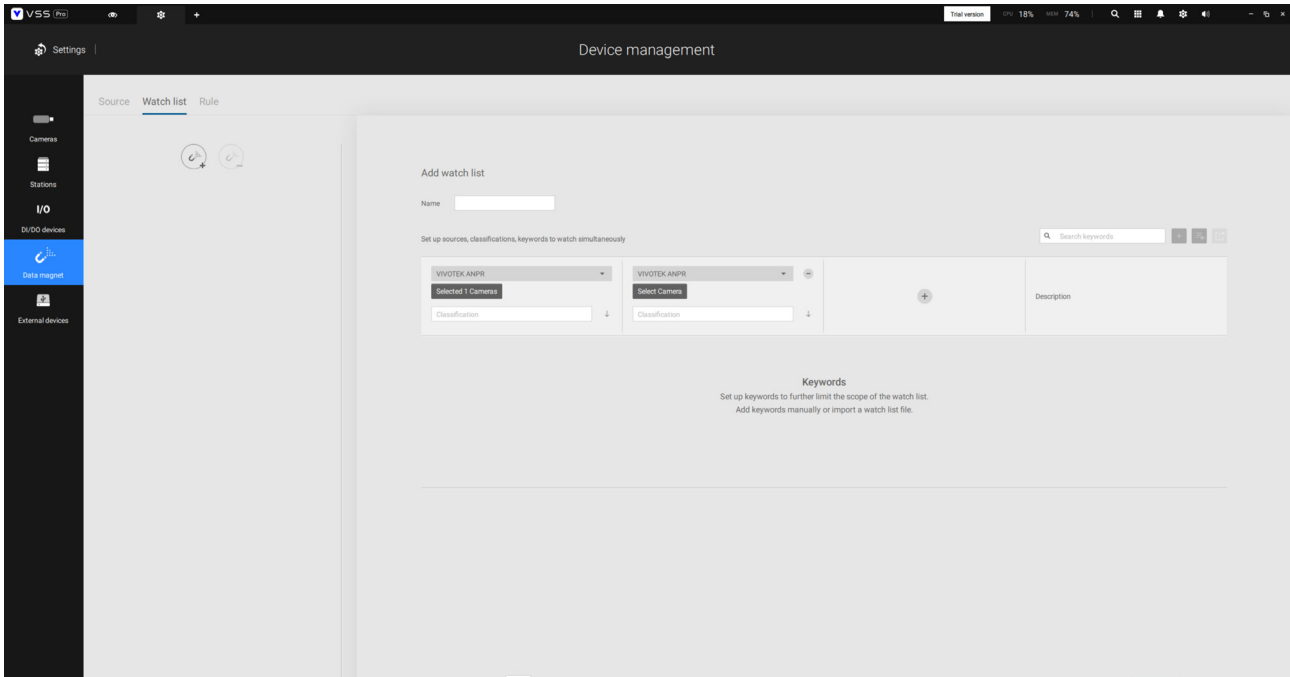 VSS Pro
Trial version CPU 18% MEM 74%
Settings
Device management
Source Watch list Rule
Cameras
Stations
I/O
DI/DO devices
Data magnet
External devices
Add watch list
Name
Set up sources, classifications, keywords to watch simultaneously
Search keywords
VIVOTEK ANPR
Selected 1 Cameras
Classification
VIVOTEK ANPR
Select Camera
Classification
Description
Keywords
Set up keywords to further limit the scope of the watch list.
Add keywords manually or import a watch list file.